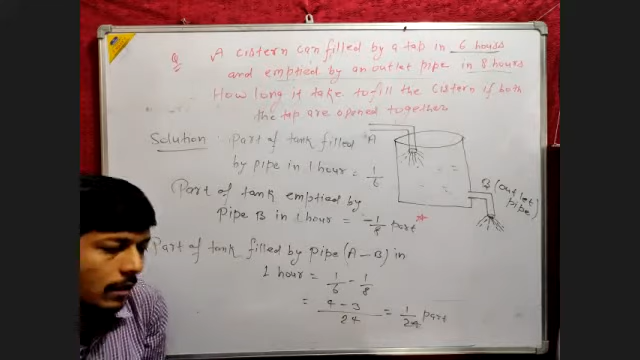 Q. A cistern can filled by a tap in 6 hours
and emptied by an outlet pipe in 8 hours
How long it take to fill the cistern if both
the tap are opened together
Solution Part of tank filled A
by pipe in 1 hour = 1/6
Part of tank emptied by
pipe B in 1 hour = -1/8 part *
B (outlet
pipe)
Part of tank filled by pipe (A-B) in
1 hour = 1/6 - 1/8
= 4-3/24 = 1/24 part